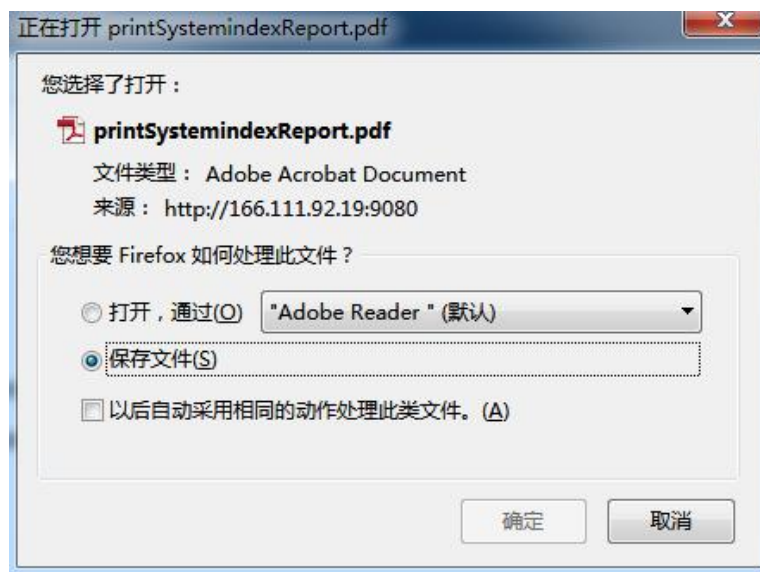 正在打开 printSystemindexReport.pdf
您选择了打开：
printSystemindexReport.pdf
文件类型： Adobe Acrobat Document
来源： http://166.111.92.19:9080
您想要 Firefox 如何处理此文件？
打开，通过(O) "Adobe Reader " (默认)
保存文件(S)
以后自动采用相同的动作处理此类文件。(A)
确定 取消